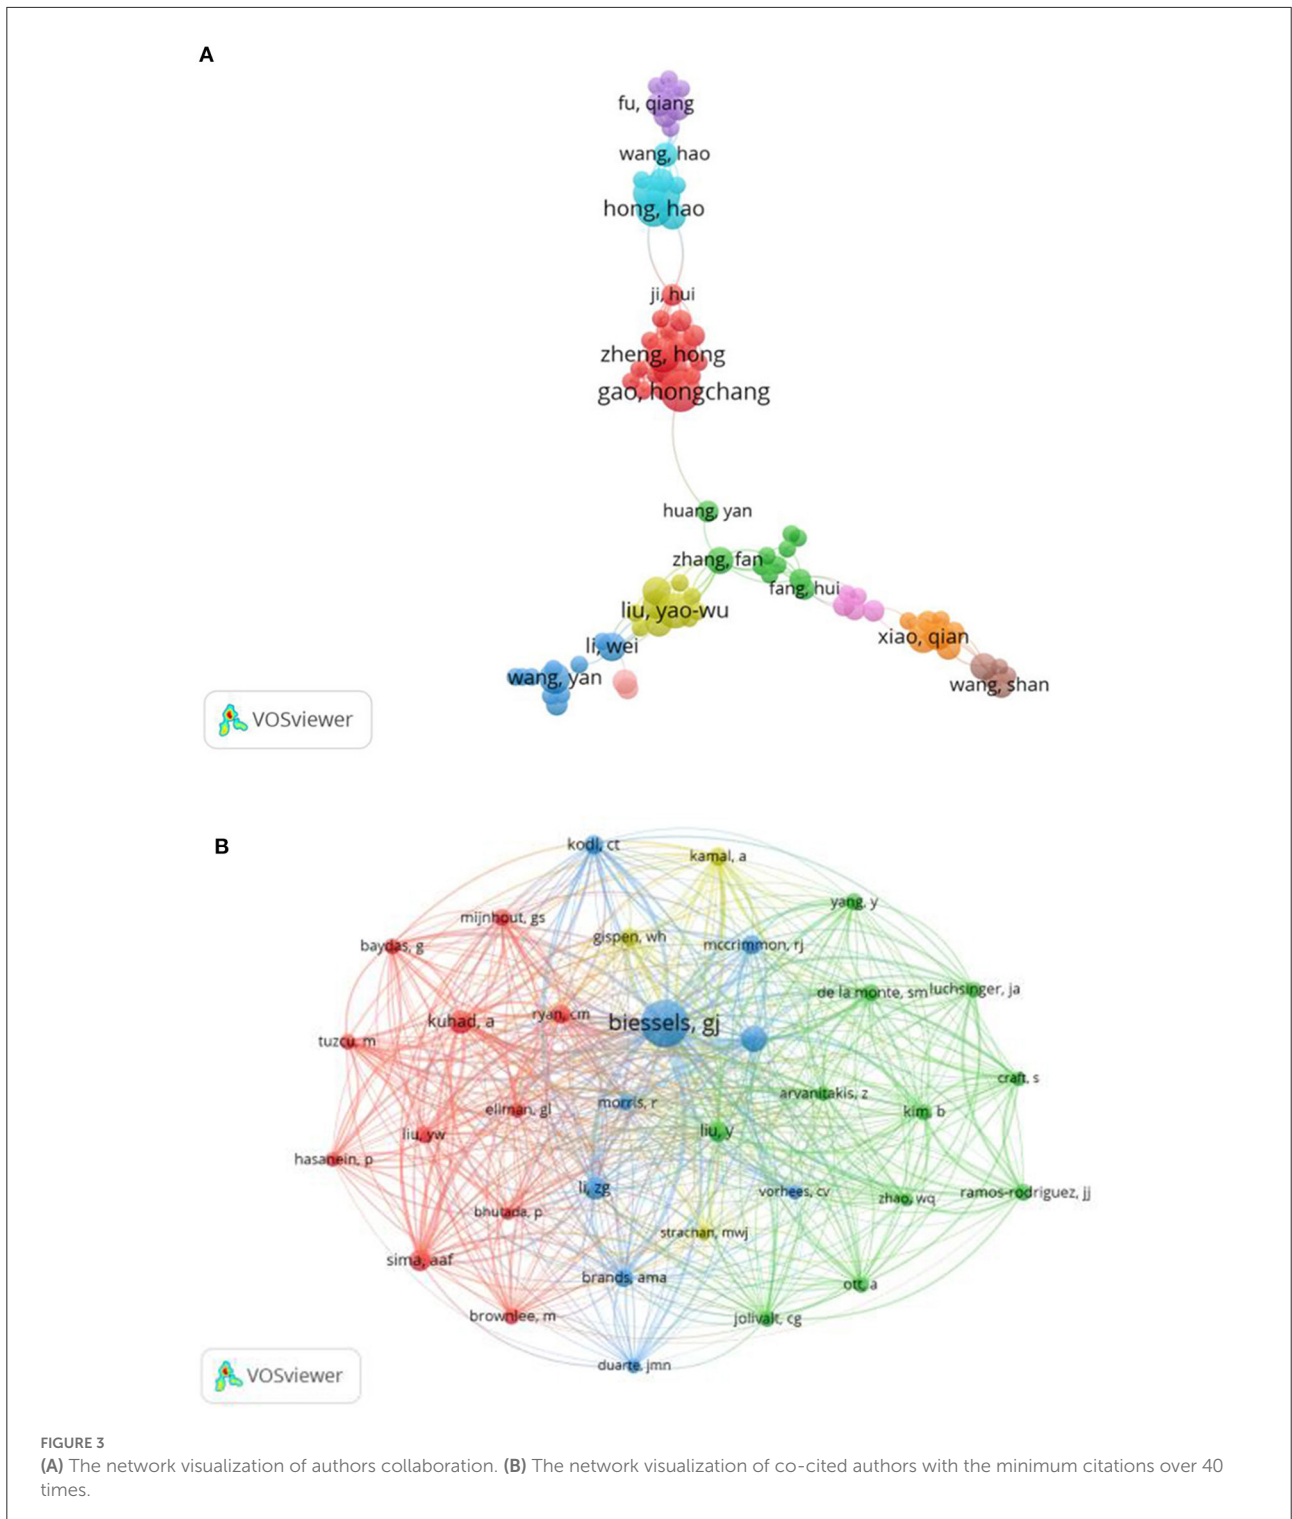 A
fu, qiang
wang, hao
hong, hao
ji, hui
zheng, hong
gao, hongchang
huang, yan
zhang, fan
fang, hui
liu, yao-wu
xiao, qian
li, wei
wang, yan
wang, shan
VOSviewer
B
kodl, ct
kamal, a
yang, y
mijnhout, gs
gispen, wh
mccrimmon, rj
baydas, g
de la monte, sm
luchsinger, ja
kuhad, a
ryan, cm
biessels, gj
tuzcu, m
craft, s
arvanitakis, z
morris, r
ellman, gl
kim, b
liu, yw
liu, y
hasanein, p
li, zg
vorhees, cv
zhao, wq
ramos-rodriguez, jj
bhutada, p
strachan, mwj
sima, aaf
brands, ama
ott, a
brownlee, m
jolivalt, cg
duarte, jmn
VOSviewer
FIGURE 3
(A) The network visualization of authors collaboration. (B) The network visualization of co-cited authors with the minimum citations over 40
times.